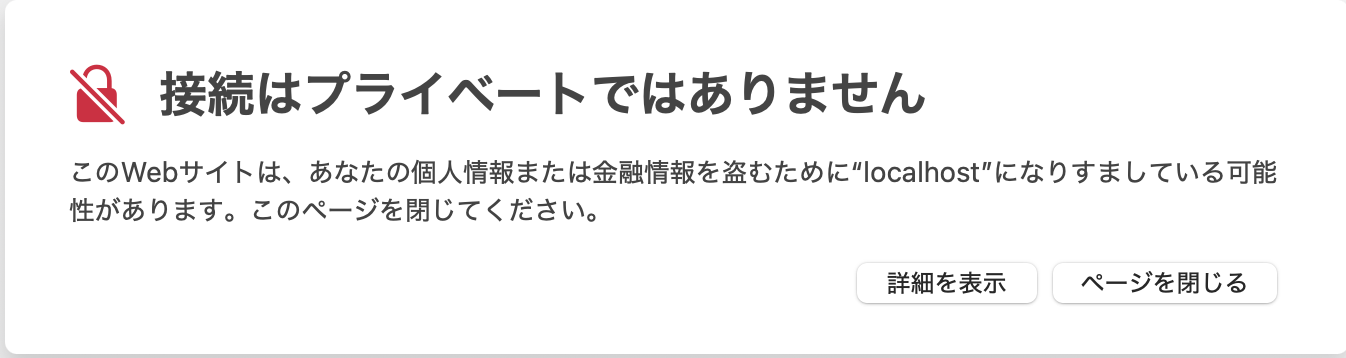 接続はプライベートではありません
このWebサイトは、あなたの個人情報または金融情報を盗むために“localhost”になりすましている可能
性があります。このページを閉じてください。
詳細を表示 ページを閉じる